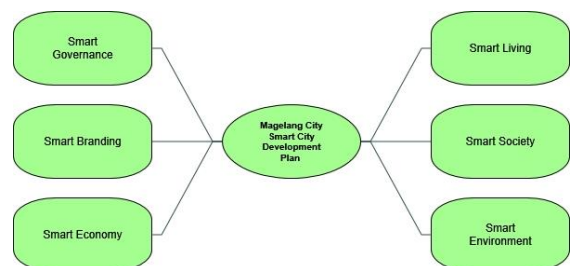 Smart
Governance
Smart Branding
Smart Economy
Magelang City
Smart City
Development
Plan
Smart Living
Smart Society
Smart
Environment